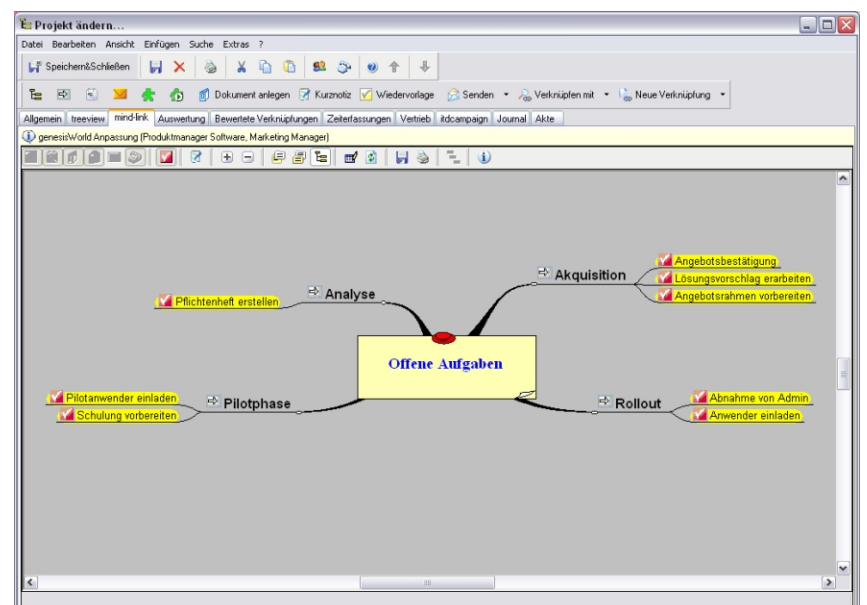 Projekt ändern...
Datei Bearbeiten Ansicht Einfügen Suche Extras ?
Speichern&Schließen
Dokument anlegen Kurznotiz Wiedervorlage Senden Verknüpfen mit Neue Verknüpfung
Allgemein treeview mind-link Auswertung Bewertete Verknüpfungen Zeiterfassungen Vertrieb itdcampaign Journal Akte
genesisWorld Anpassung (Produktmanager Software, Marketing Manager)
Akquisition
Angebotsbestätigung
Lösungsvorschlag erarbeiten
Angebotsrahmen vorbereiten
Analyse
Pflichtenheft erstellen
Offene Aufgaben
Pilotphase
Pilotanwender einladen
Schulung vorbereiten
Rollout
Abnahme von Admin
Anwender einladen